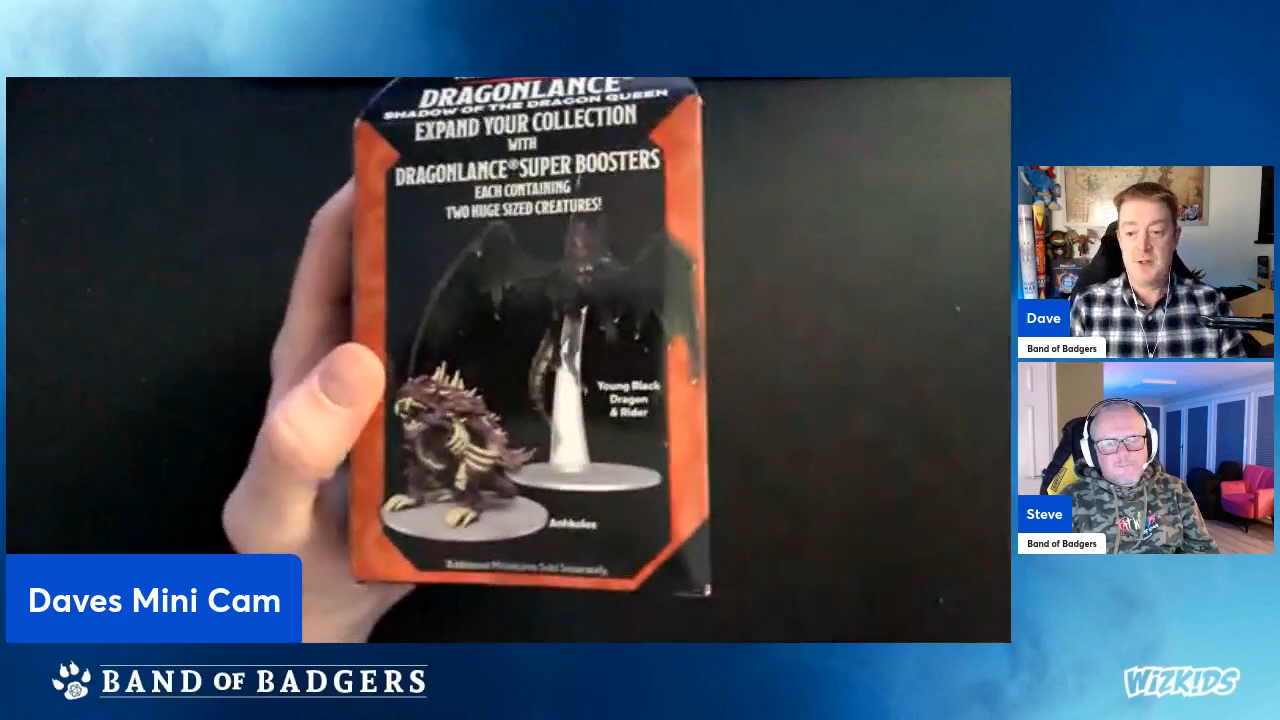 DRAGONLANCE
SHADOW OF THE DRAGON QUEEN
EXPAND YOUR COLLECTION
WITH
DRAGONLANCE® SUPER BOOSTERS
EACH CONTAINING
TWO HUGE SIZED CREATURES!
Young Black
Dragon
& Rider
Sold Separately
Daves Mini Cam
Dave
Band of Badgers
Steve
Band of Badgers
BAND OF BADGERS
WIZKIDS